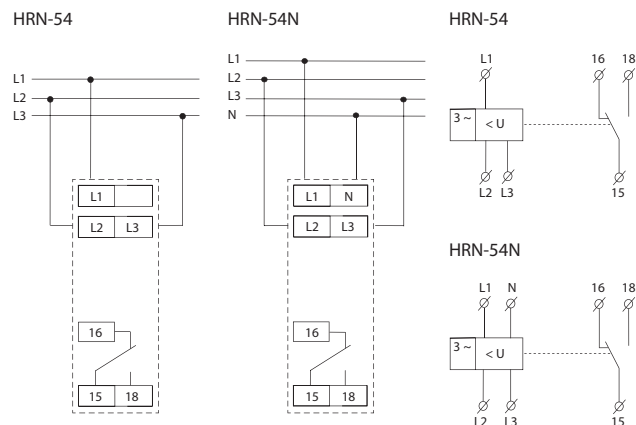 HRN-54
L1
L2
L3
L1
L2 L3
16
15 18
HRN-54N
L1
L2
L3
N
L1 N
L2 L3
16
15 18
HRN-54
L1 16 18
3 ~ < U
L2 L3 15
HRN-54N
L1 N 16 18
3 ~ < U
L2 L3 15